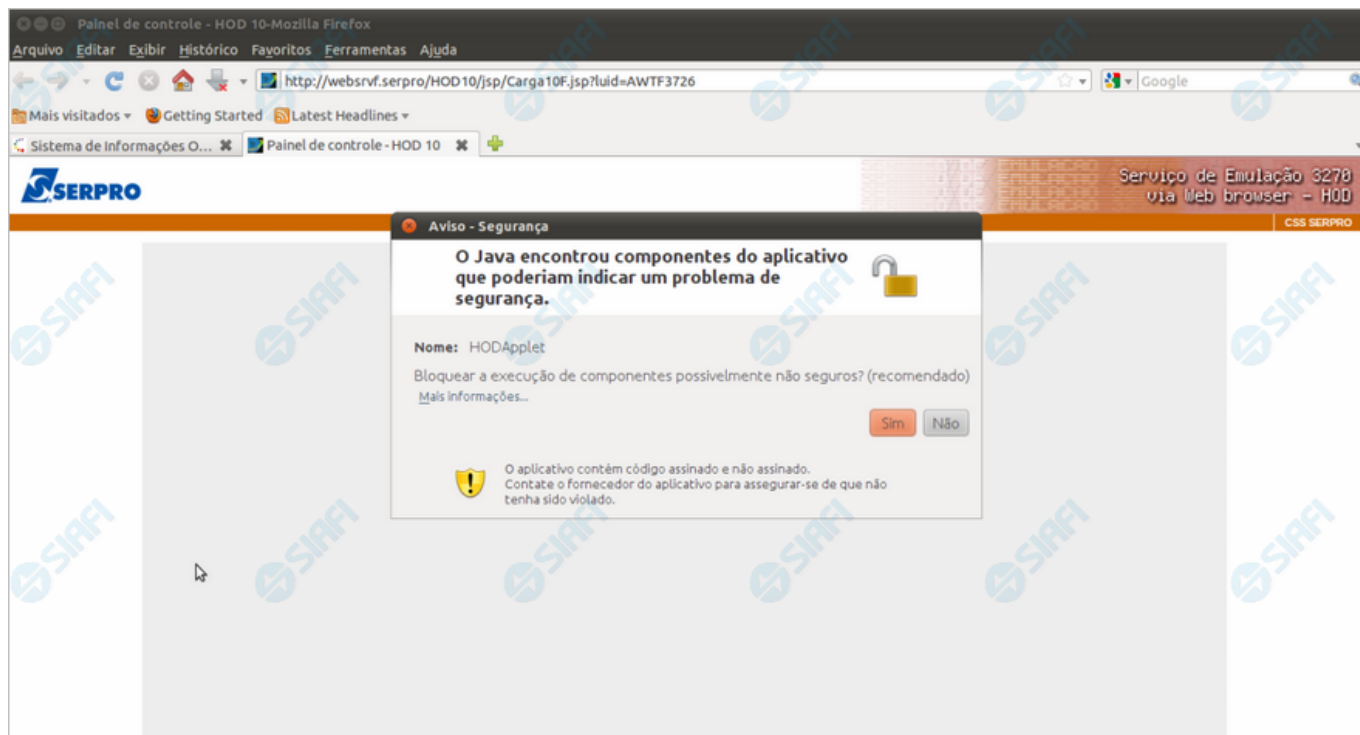 Painel de controle - HOD 10-Mozilla Firefox
Arquivo Editar Exibir Histórico Favoritos Ferramentas Ajuda
http://websrvf.serpro/HOD10/jsp/Carga10F.jsp?luid=AWTF3726 Google
Mais visitados Getting Started Latest Headlines
Sistema de Informações O... Painel de controle - HOD 10
SERPRO
Serviço de Emulação 3270
via Web browser - HOD
CSS SERPRO
Aviso - Segurança
O Java encontrou componentes do aplicativo
que poderiam indicar um problema de
segurança.
Nome: HODApplet
Bloquear a execução de componentes possivelmente não seguros? (recomendado)
Mais informações...
Sim Não
O aplicativo contém código assinado e não assinado.
Contate o fornecedor do aplicativo para assegurar-se de que não
tenha sido violado.
SIAFI